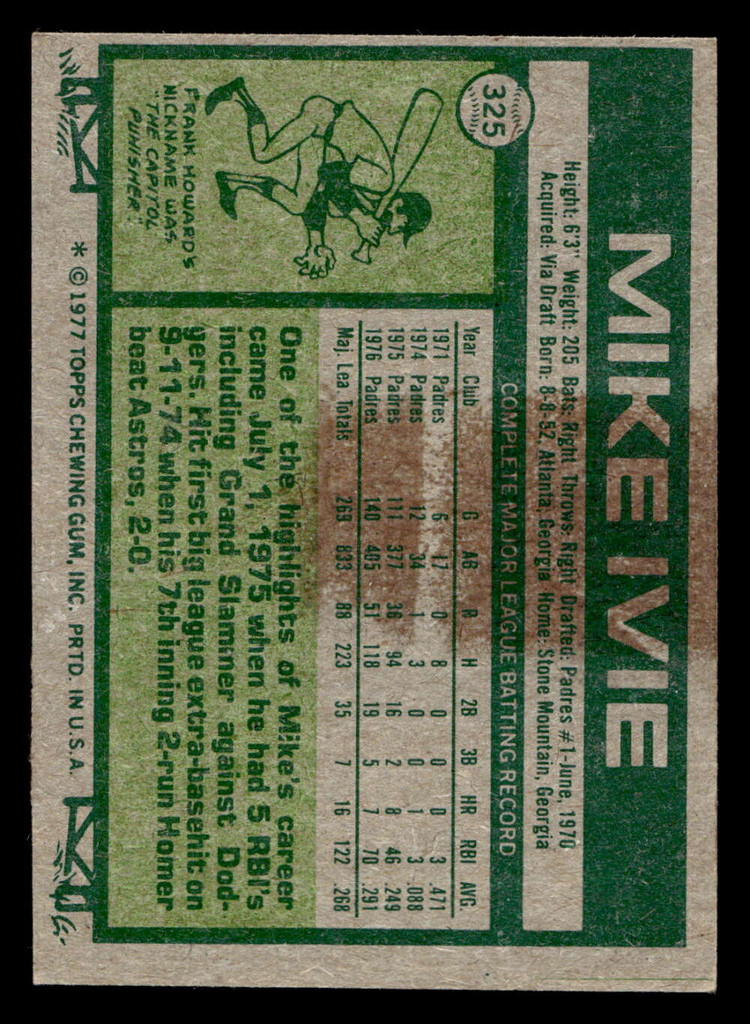 325
MIKE IVIE
Height: 6'3" Weight: 205 Bats: Right Throws: Right Drafted: Padres #1-June, 1970
Acquired: Via Draft Born: 8-8-52, Atlanta, Georgia Home: Stone Mountain, Georgia
COMPLETE MAJOR LEAGUE BATTING RECORD
Year Club G AB R H 2B 3B HR RBI AVG.
1971 Padres 6 17 0 8 0 0 0 3 .471
1974 Padres 12 34 1 3 0 0 1 3 .088
1975 Padres 111 377 36 94 16 2 8 46 .249
1976 Padres 140 405 51 118 19 5 7 70 .291
Maj. Lea. Totals 269 833 88 223 35 7 16 122 .268
One of the highlights of Mike's career
came July 1, 1975 when he had 5 RBI's
including Grand Slammer against Dod-
gers. Hit first big league extra-basehit on
9-11-74 when his 7th inning 2-run Homer
beat Astros, 2-0.
FRANK HOWARD'S
NICKNAME WAS
"THE CAPITOL
PUNISHER".
* © 1977 TOPPS CHEWING GUM, INC. PRTD. IN U.S.A.